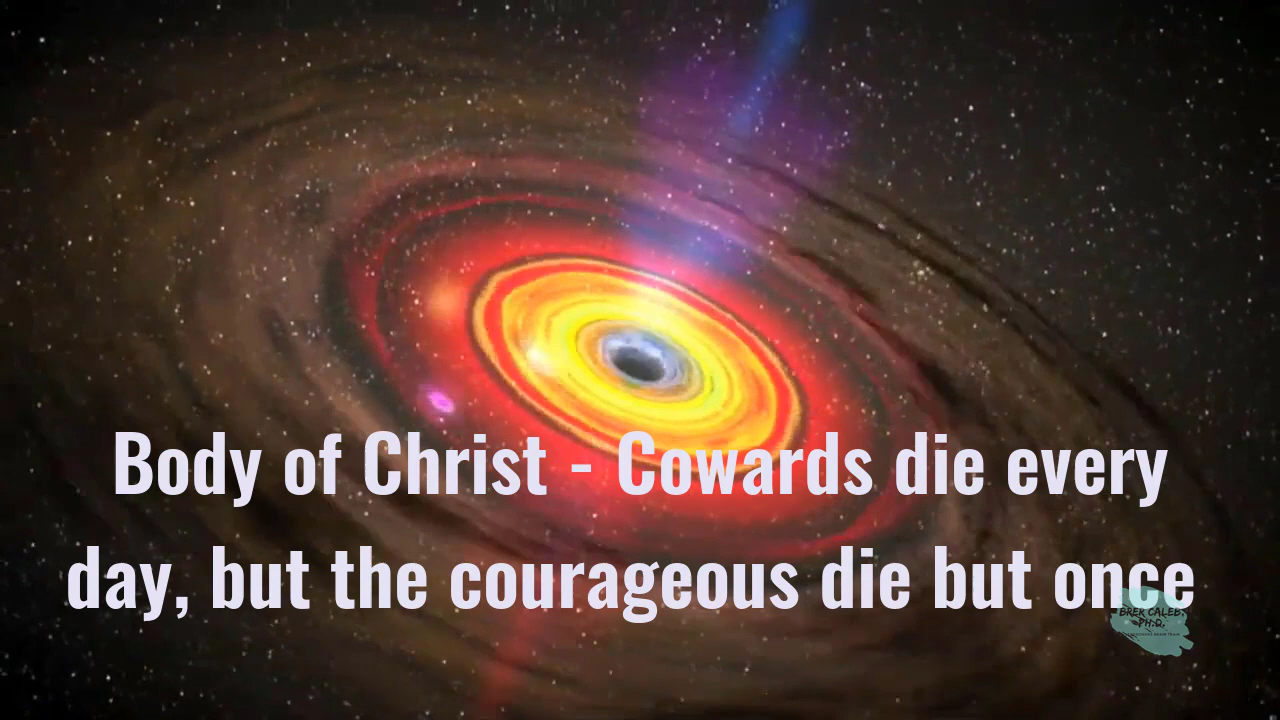 Body of Christ - Cowards die every
day, but the courageous die but once
BRER CALEB,
PH.D.